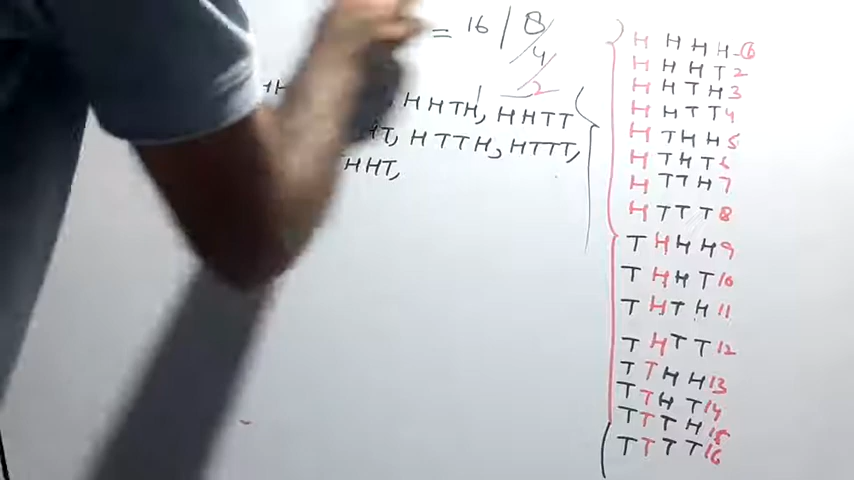 = 16 / 8
4
2
HHTH, HHTT
HT, HTTH, HTTT,
HHT,
H H H H - 1
H H H T 2
H H T H 3
H H T T 4
H T H H 5
H T H T 6
H T T H 7
H T T T 8
T H H H 9
T H H T 10
T H T H 11
T H T T 12
T T H H 13
T T H T 14
T T T H 15
T T T T 16